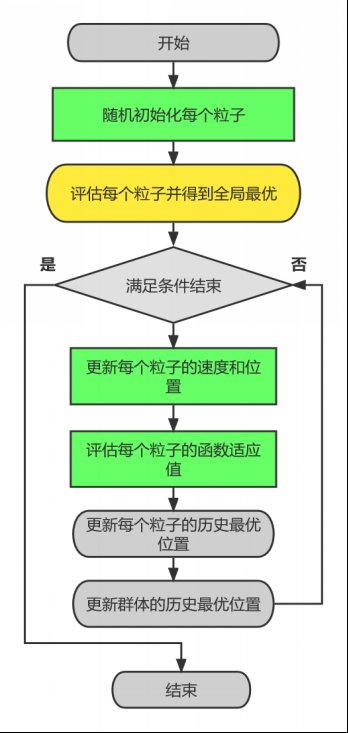 开始
随机初始化每个粒子
评估每个粒子并得到全局最优
是
否
满足条件结束
更新每个粒子的速度和位
置
评估每个粒子的函数适应
值
更新每个粒子的历史最优
位置
更新群体的历史最优位置
结束